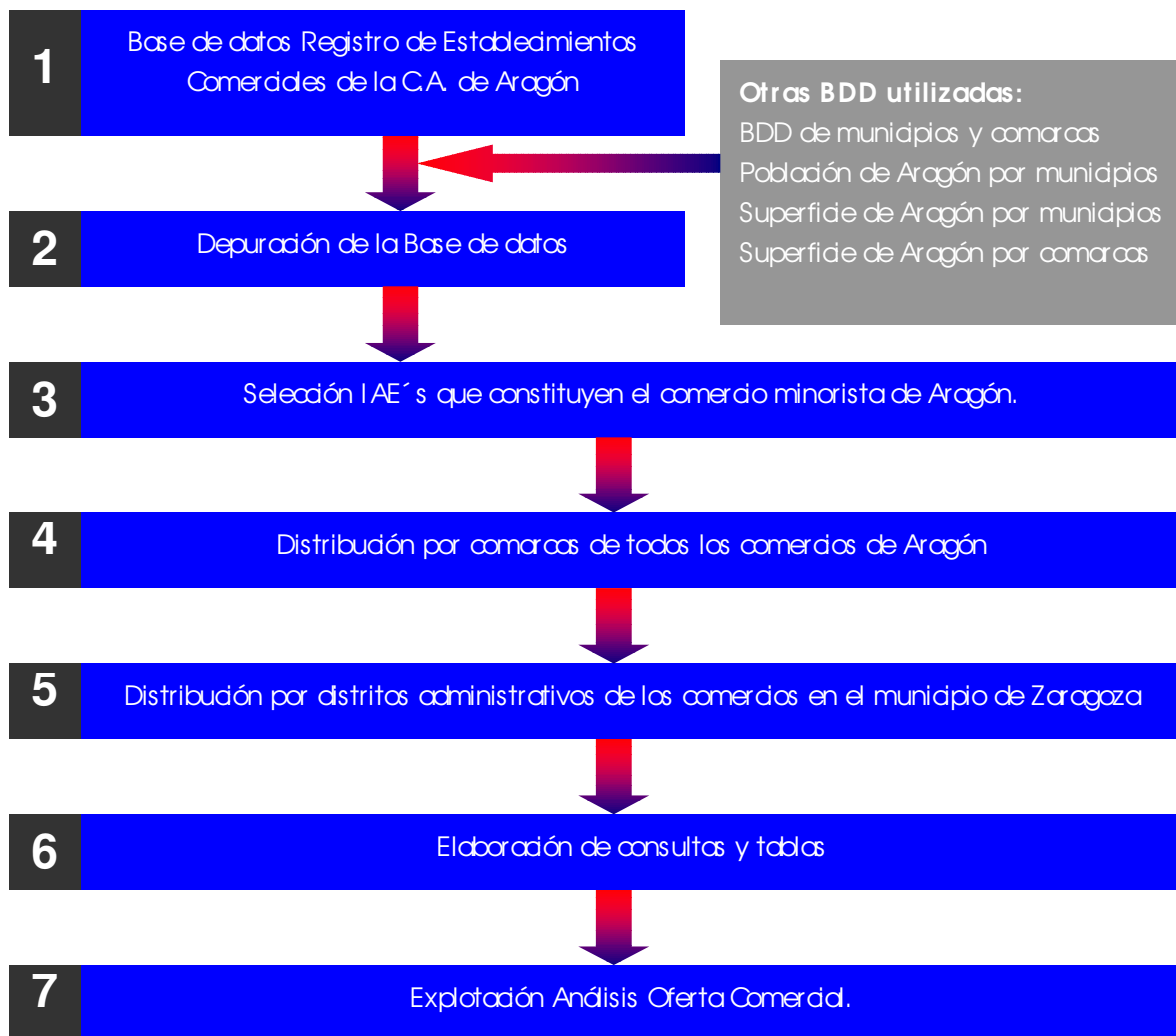 1
Base de datos Registro de Establecimientos
Comerciales de la C.A. de Aragón
Otras BDD utilizadas:
BDD de municipios y comarcas
Población de Aragón por municipios
Superficie de Aragón por municipios
Superficie de Aragón por comarcas
2
Depuración de la Base de datos
3
Selección IAE´s que constituyen el comercio minorista de Aragón.
4
Distribución por comarcas de todos los comercios de Aragón
5
Distribución por distritos administrativos de los comercios en el municipio de Zaragoza
6
Elaboración de consultas y tablas
7
Explotación Análisis Oferta Comercial.